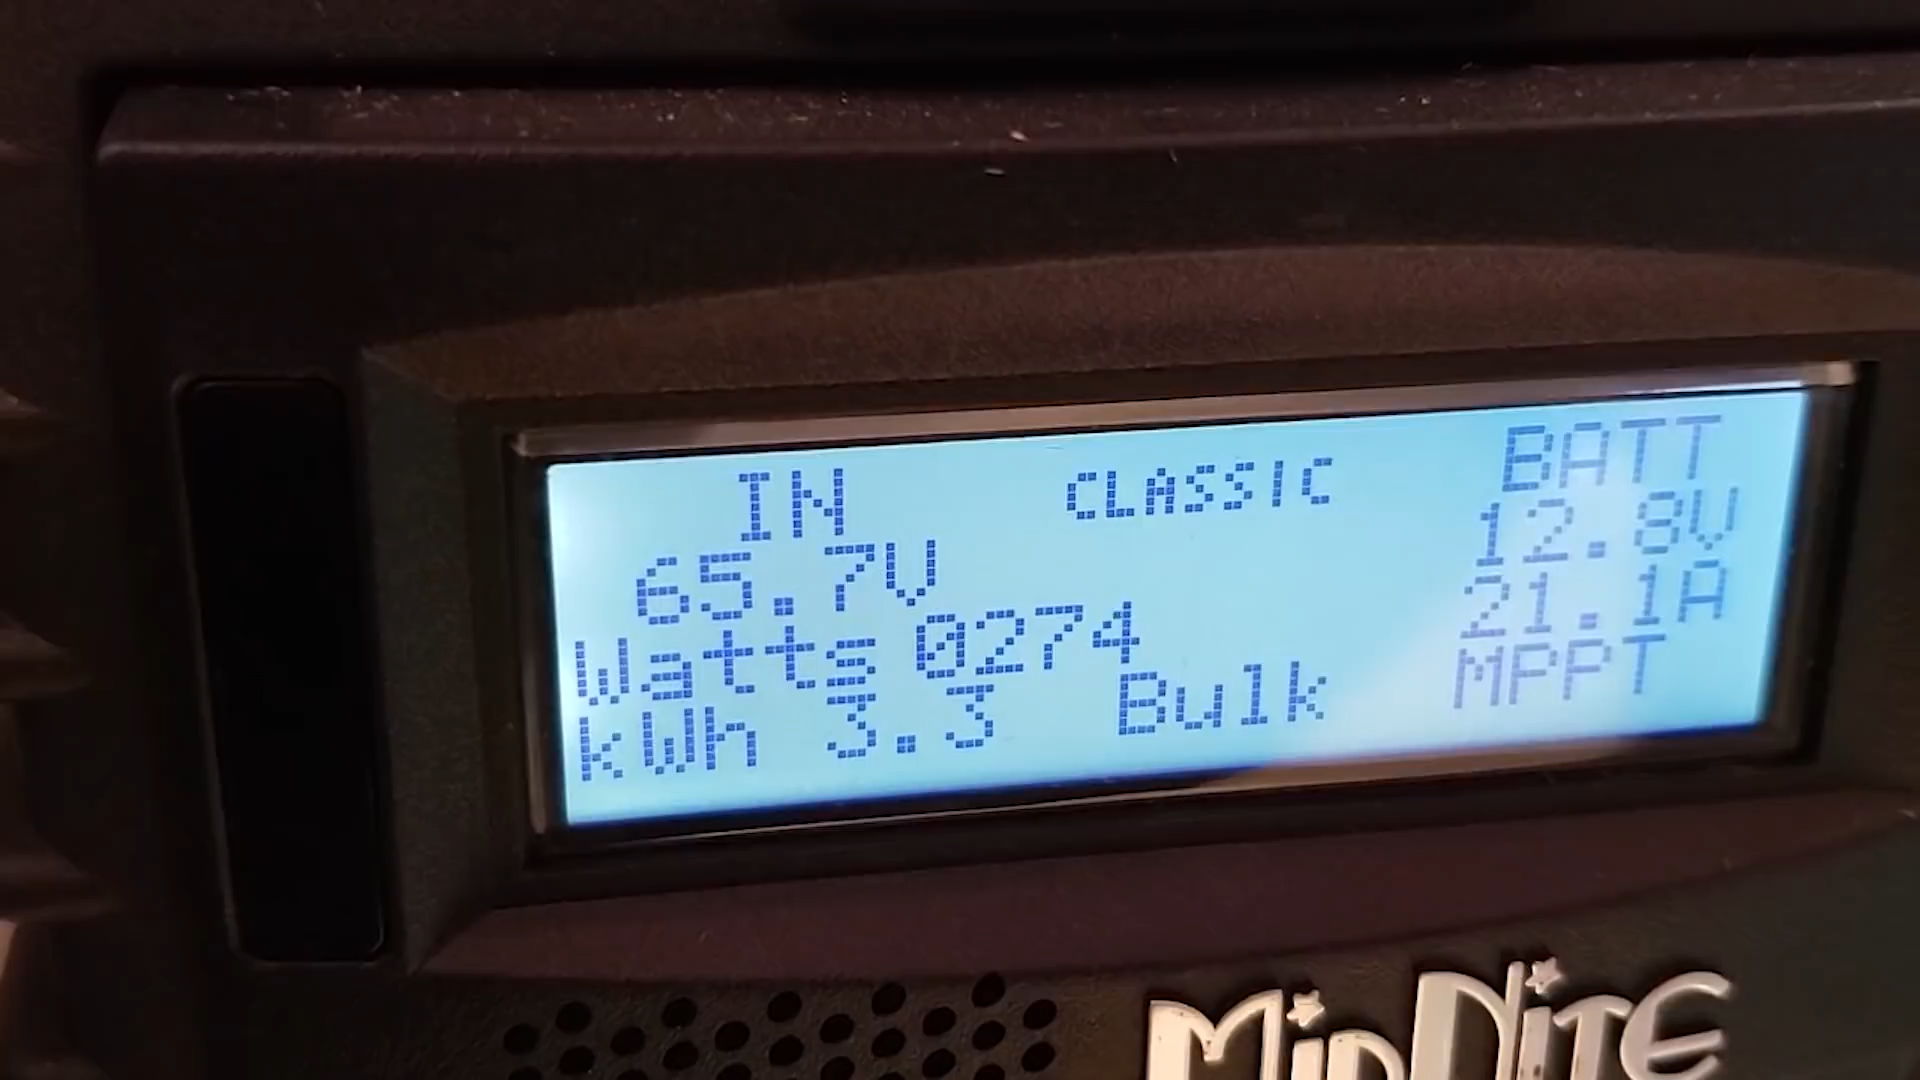 IN CLASSIC BATT
65.7V 12.8V
Watts 0274 21.1A
kWh 3.3 Bulk MPPT
MIDNITE